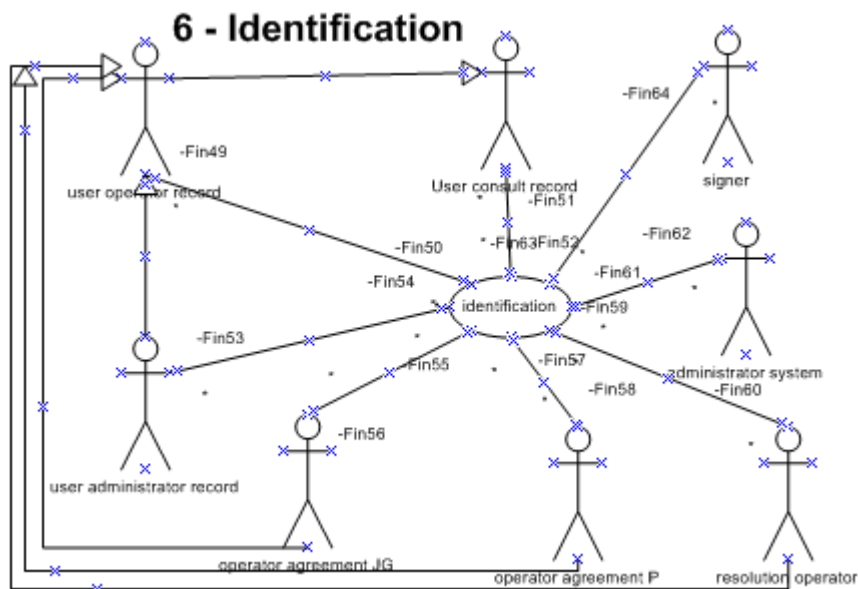 6 - Identification
-Fin64
-Fin49
user operator record
User consult record
signer
-Fin51
-Fin50
-Fin63
-Fin52
-Fin62
-Fin54
-Fin61
identification
-Fin59
-Fin53
-Fin55
-Fin57
administrator system
-Fin58
-Fin60
-Fin56
user administrator record
operator agreement JG
operator agreement P
resolution operator